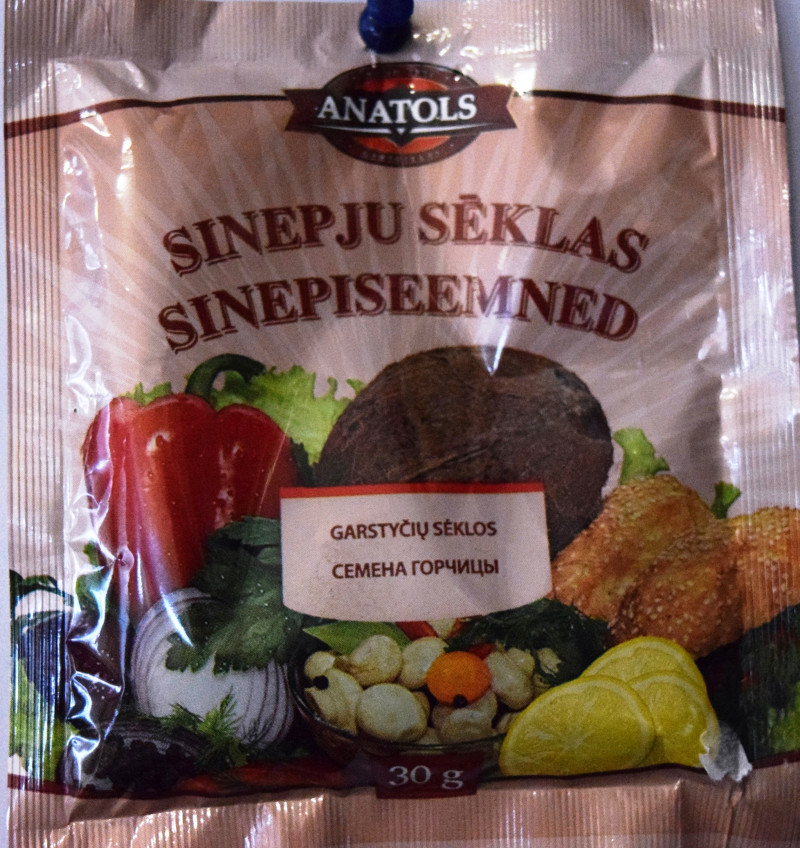 ANATOLS
SINEPJU SĒKLAS
SINEPISEEMNED
GARSTYČIŲ SĖKLOS
СЕМЕНА ГОРЧИЦЫ
30 g